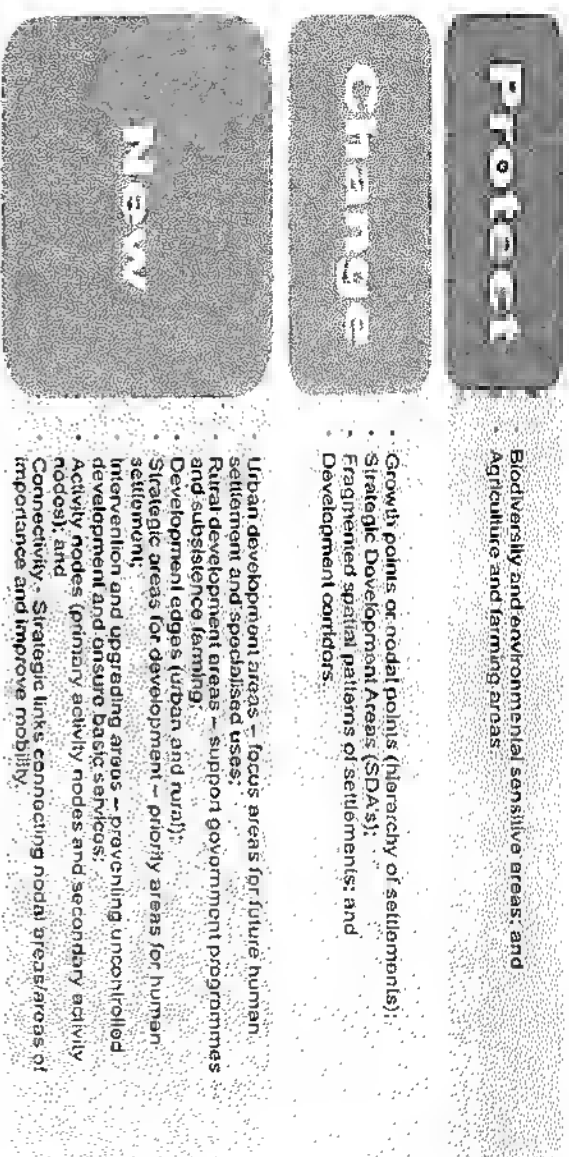 Protect
Biodiversity and environmental sensitive areas; and
Agriculture and farming areas
Change
Growth points or nodal points (hierarchy of settlements);
Strategic Development Areas (SDA's);
Fragmented spatial patterns of settlements; and
Development corridors.
New
Urban development areas – focus areas for future human
settlement and specialised uses;
Rural development areas – support government programmes
and subsistence farming;
Development edges (urban and rural);
Strategic areas for development – priority areas for human
settlement;
Intervention and upgrading areas – preventing uncontrolled
development and ensure basic services;
Activity nodes (primary activity nodes and secondary activity
nodes); and
Connectivity - Strategic links connecting nodal areas/areas of
importance and improve mobility.